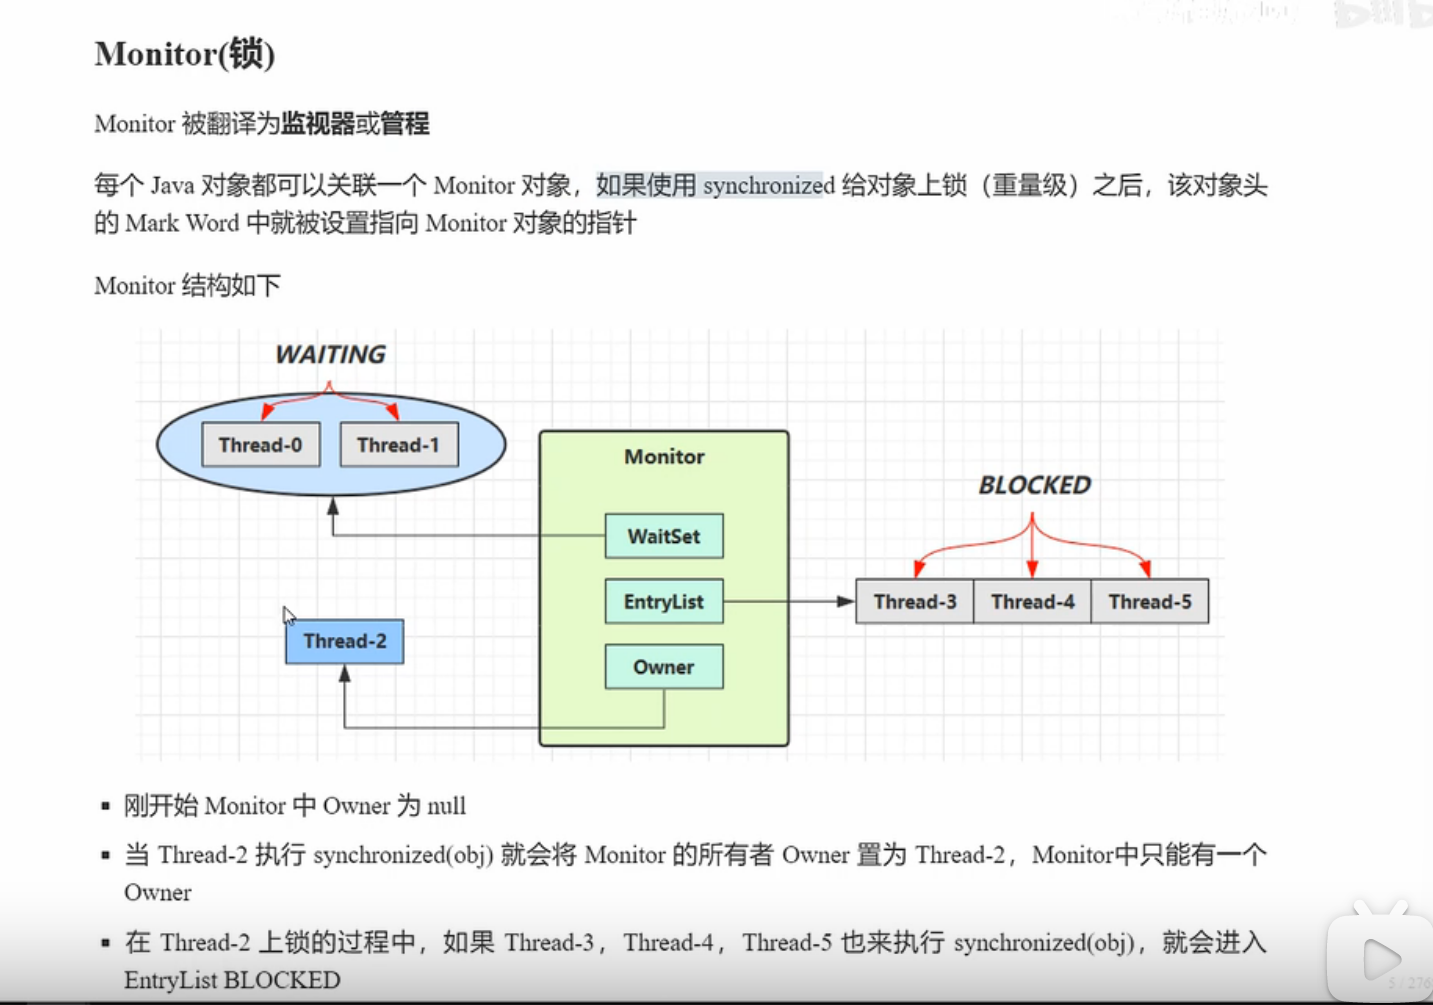 Monitor(锁)
Monitor 被翻译为监视器或管程
每个 Java 对象都可以关联一个 Monitor 对象，如果使用 synchronized 给对象上锁（重量级）之后，该对象头
的 Mark Word 中就被设置指向 Monitor 对象的指针
Monitor 结构如下
WAITING
Thread-0 Thread-1
Monitor
BLOCKED
WaitSet
EntryList
Thread-3 Thread-4 Thread-5
Thread-2
Owner
刚开始 Monitor 中 Owner 为 null
当 Thread-2 执行 synchronized(obj) 就会将 Monitor 的所有者 Owner 置为 Thread-2，Monitor中只能有一个
Owner
在 Thread-2 上锁的过程中，如果 Thread-3，Thread-4，Thread-5 也来执行 synchronized(obj)，就会进入
EntryList BLOCKED